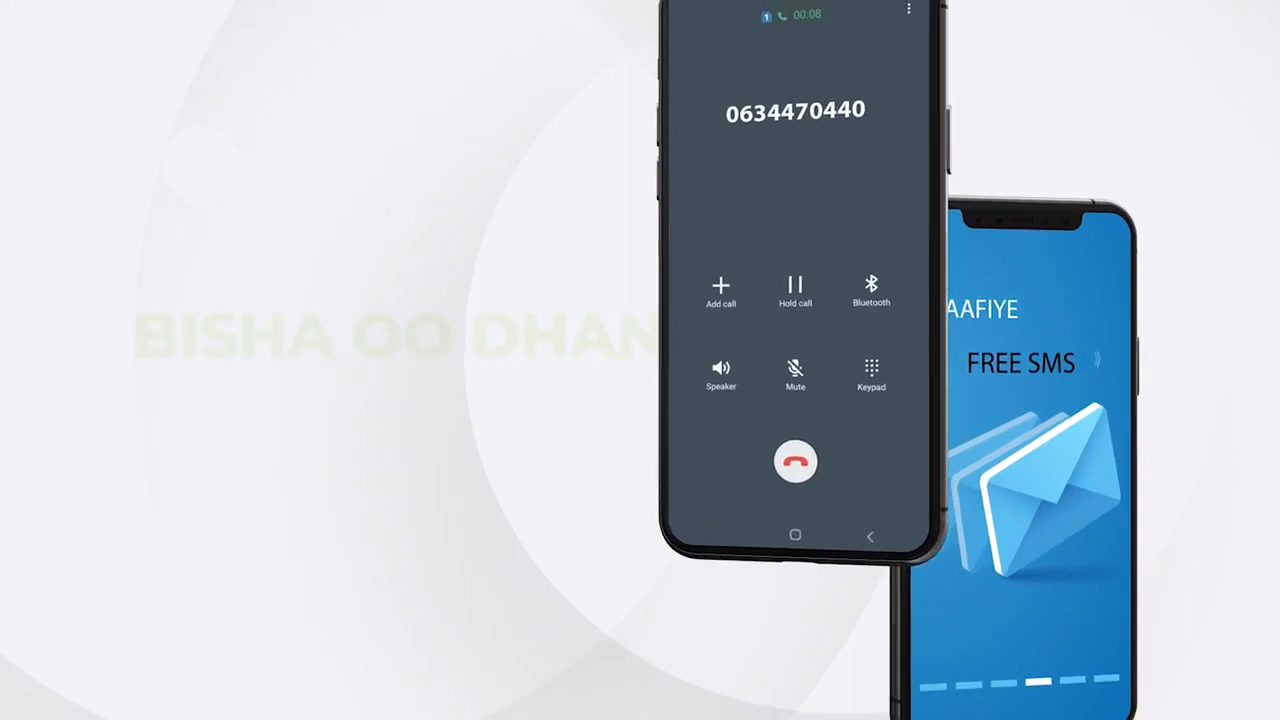 00:08
0634470440
Add call
Hold call
Bluetooth
Speaker
Mute
Keypad
BISHA OO DHAN
AAFIYE
FREE SMS